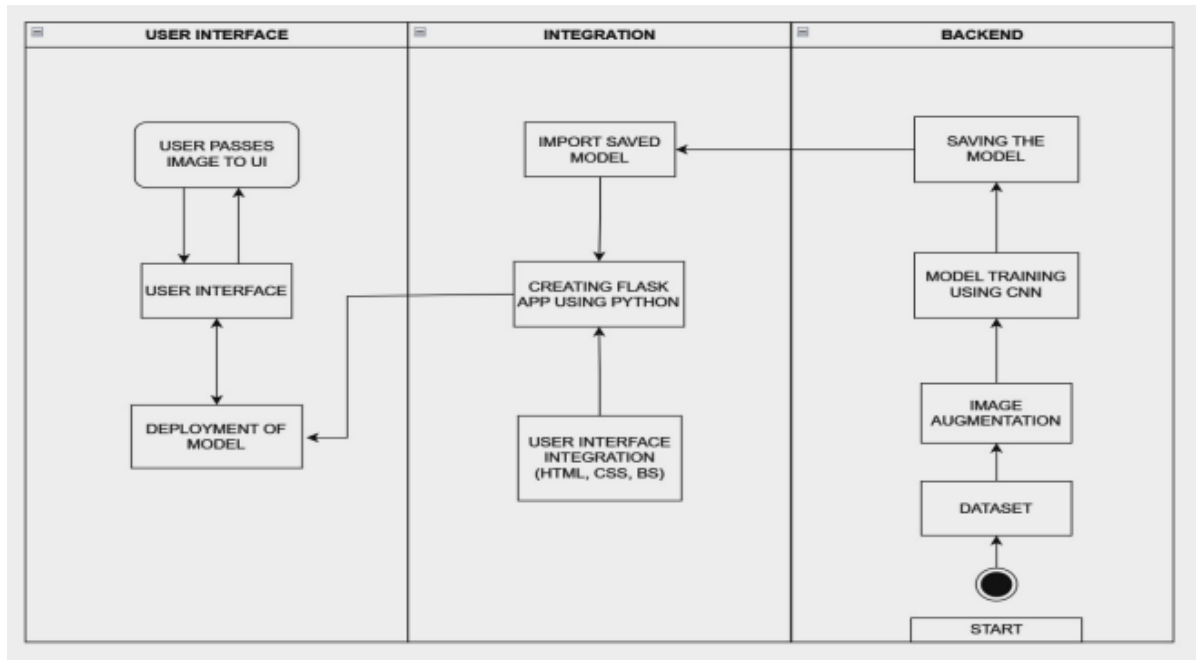 USER INTERFACE
INTEGRATION
BACKEND
USER PASSES
IMAGE TO UI
USER INTERFACE
DEPLOYMENT OF
MODEL
IMPORT SAVED
MODEL
CREATING FLASK
APP USING PYTHON
USER INTERFACE
INTEGRATION
(HTML, CSS, BS)
SAVING THE
MODEL
MODEL TRAINING
USING CNN
IMAGE
AUGMENTATION
DATASET
START